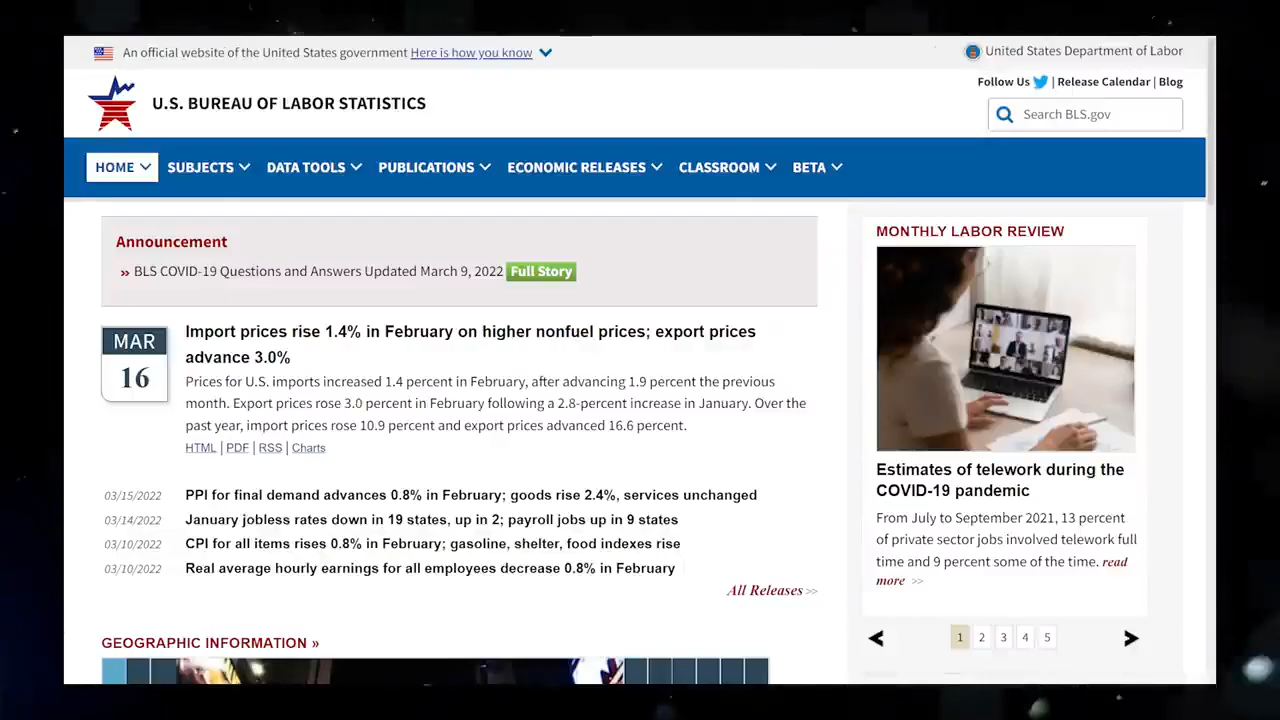 An official website of the United States government Here is how you know
United States Department of Labor
Follow Us | Release Calendar | Blog
U.S. BUREAU OF LABOR STATISTICS
Search BLS.gov
HOME SUBJECTS DATA TOOLS PUBLICATIONS ECONOMIC RELEASES CLASSROOM BETA
Announcement
» BLS COVID-19 Questions and Answers Updated March 9, 2022 Full Story
MAR
16
Import prices rise 1.4% in February on higher nonfuel prices; export prices
advance 3.0%
Prices for U.S. imports increased 1.4 percent in February, after advancing 1.9 percent the previous
month. Export prices rose 3.0 percent in February following a 2.8-percent increase in January. Over the
past year, import prices rose 10.9 percent and export prices advanced 16.6 percent.
HTML | PDF | RSS | Charts
03/15/2022 PPI for final demand advances 0.8% in February; goods rise 2.4%, services unchanged
03/14/2022 January jobless rates down in 19 states, up in 2; payroll jobs up in 9 states
03/10/2022 CPI for all items rises 0.8% in February; gasoline, shelter, food indexes rise
03/10/2022 Real average hourly earnings for all employees decrease 0.8% in February
All Releases >>
GEOGRAPHIC INFORMATION »
MONTHLY LABOR REVIEW
Estimates of telework during the
COVID-19 pandemic
From July to September 2021, 13 percent
of private sector jobs involved telework full
time and 9 percent some of the time. read
more >>
1 2 3 4 5